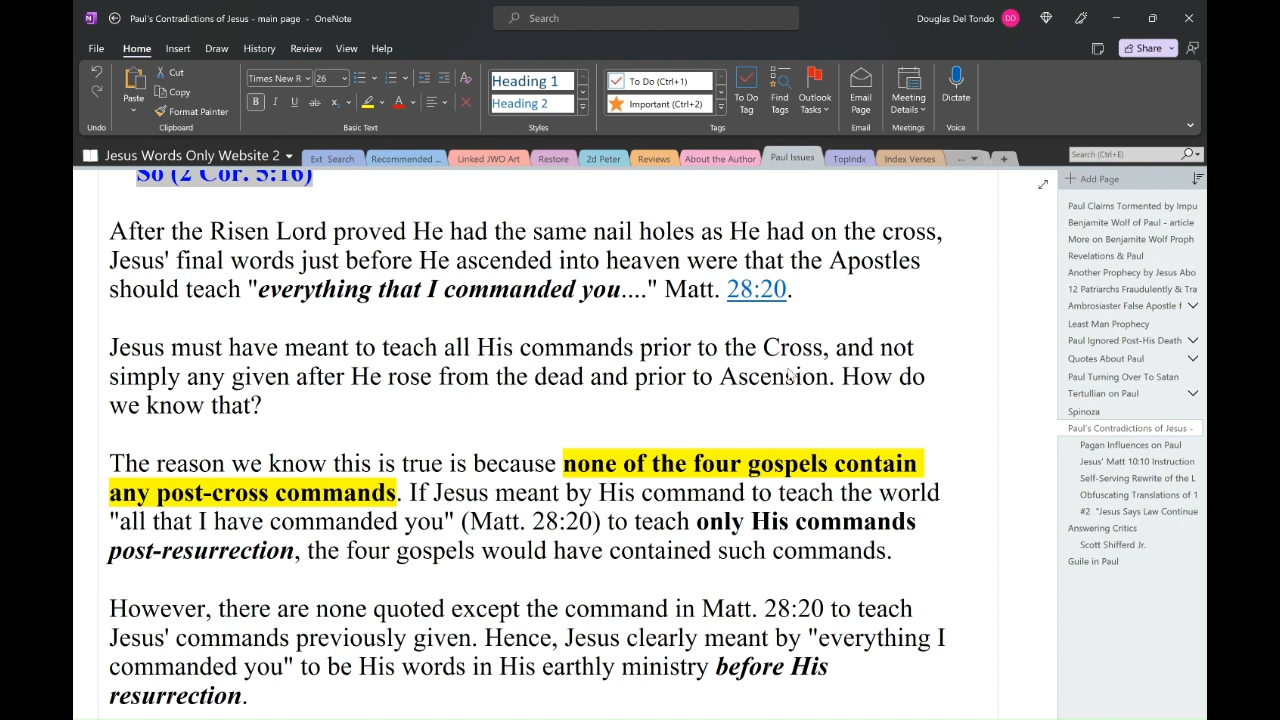 Paul's Contradictions of Jesus - main page - OneNote
Search
Douglas Del Tondo
DD
File
Home
Insert
Draw
History
Review
View
Help
Share
Paste
Cut
Copy
Format Painter
Times New R
26
B
I
U
ab
Heading 1
Heading 2
To Do (Ctrl+1)
Important (Ctrl+2)
To Do
Tag
Find
Tags
Outlook
Tasks
Email
Page
Meeting
Details
Dictate
Undo
Clipboard
Basic Text
Styles
Tags
Email
Meetings
Voice
Jesus Words Only Website 2
Ext Search
Recommended ...
Linked JWO Art
Restore
2d Peter
Reviews
About the Author
Paul Issues
TopIndx
Index Verses
...
Search (Ctrl+E)
So (2 Cor. 5:16)
After the Risen Lord proved He had the same nail holes as He had on the cross,
Jesus' final words just before He ascended into heaven were that the Apostles
should teach "everything that I commanded you...." Matt. 28:20.
Jesus must have meant to teach all His commands prior to the Cross, and not
simply any given after He rose from the dead and prior to Ascension. How do
we know that?
The reason we know this is true is because none of the four gospels contain
any post-cross commands. If Jesus meant by His command to teach the world
"all that I have commanded you" (Matt. 28:20) to teach only His commands
post-resurrection, the four gospels would have contained such commands.
However, there are none quoted except the command in Matt. 28:20 to teach
Jesus' commands previously given. Hence, Jesus clearly meant by "everything I
commanded you" to be His words in His earthly ministry before His
resurrection.
Add Page
Paul Claims Tormented by Impu
Benjamite Wolf of Paul - article
More on Benjamite Wolf Proph
Revelations & Paul
Another Prophecy by Jesus Abo
12 Patriarchs Fraudulently & Tra
Ambrosiaster False Apostle f
Least Man Prophecy
Paul Ignored Post-His Death
Quotes About Paul
Paul Turning Over To Satan
Tertullian on Paul
Spinoza
Paul's Contradictions of Jesus -
Pagan Influences on Paul
Jesus' Matt 10:10 Instruction
Self-Serving Rewrite of the L
Obfuscating Translations of 1
#2 "Jesus Says Law Continue
Answering Critics
Scott Shifferd Jr.
Guile in Paul